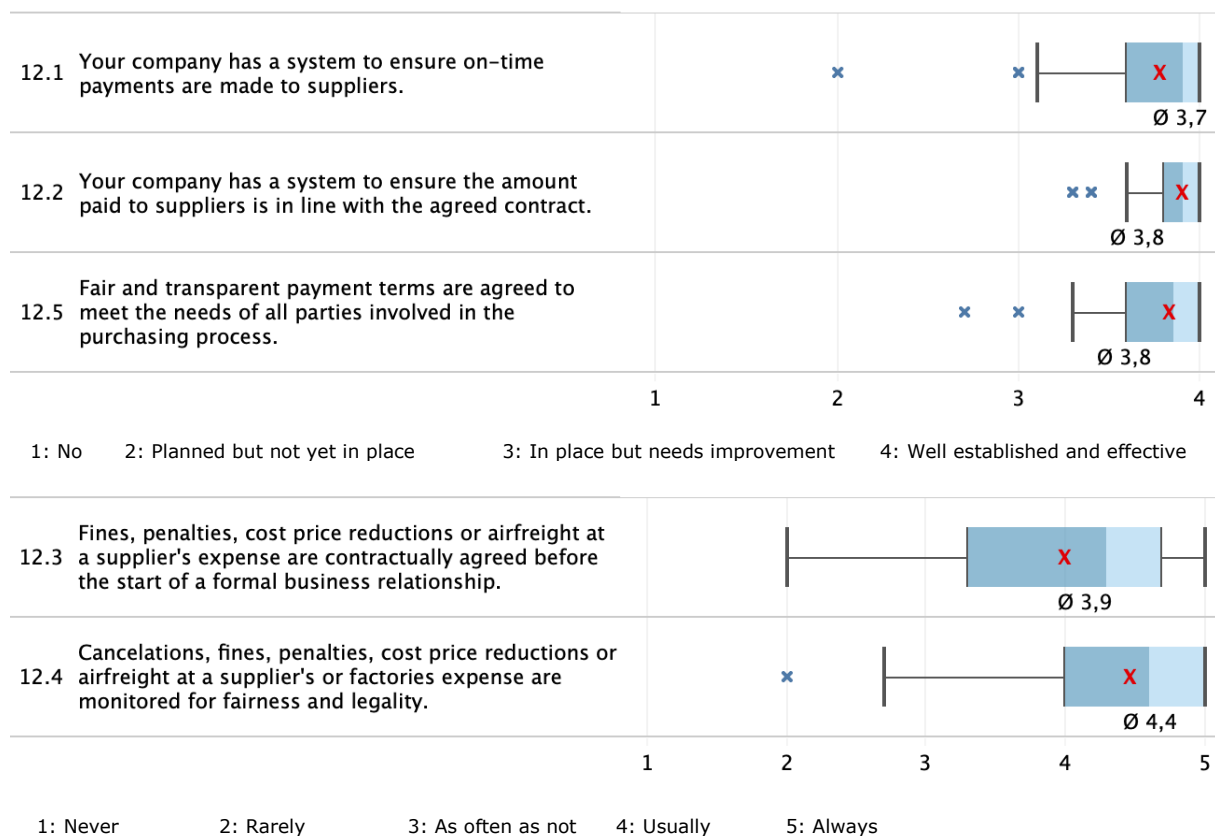 12.1 Your company has a system to ensure on-time
payments are made to suppliers.
X
Ø 3,7
12.2 Your company has a system to ensure the amount
paid to suppliers is in line with the agreed contract.
X
Ø 3,8
Fair and transparent payment terms are agreed to
12.5 meet the needs of all parties involved in the
purchasing process.
X
Ø 3,8
1 2 3 4
1: No 2: Planned but not yet in place 3: In place but needs improvement 4: Well established and effective
Fines, penalties, cost price reductions or airfreight at
12.3 a supplier's expense are contractually agreed before
the start of a formal business relationship.
X
Ø 3,9
Cancelations, fines, penalties, cost price reductions or
12.4 airfreight at a supplier's or factories expense are
monitored for fairness and legality.
X
Ø 4,4
1 2 3 4 5
1: Never 2: Rarely 3: As often as not 4: Usually 5: Always